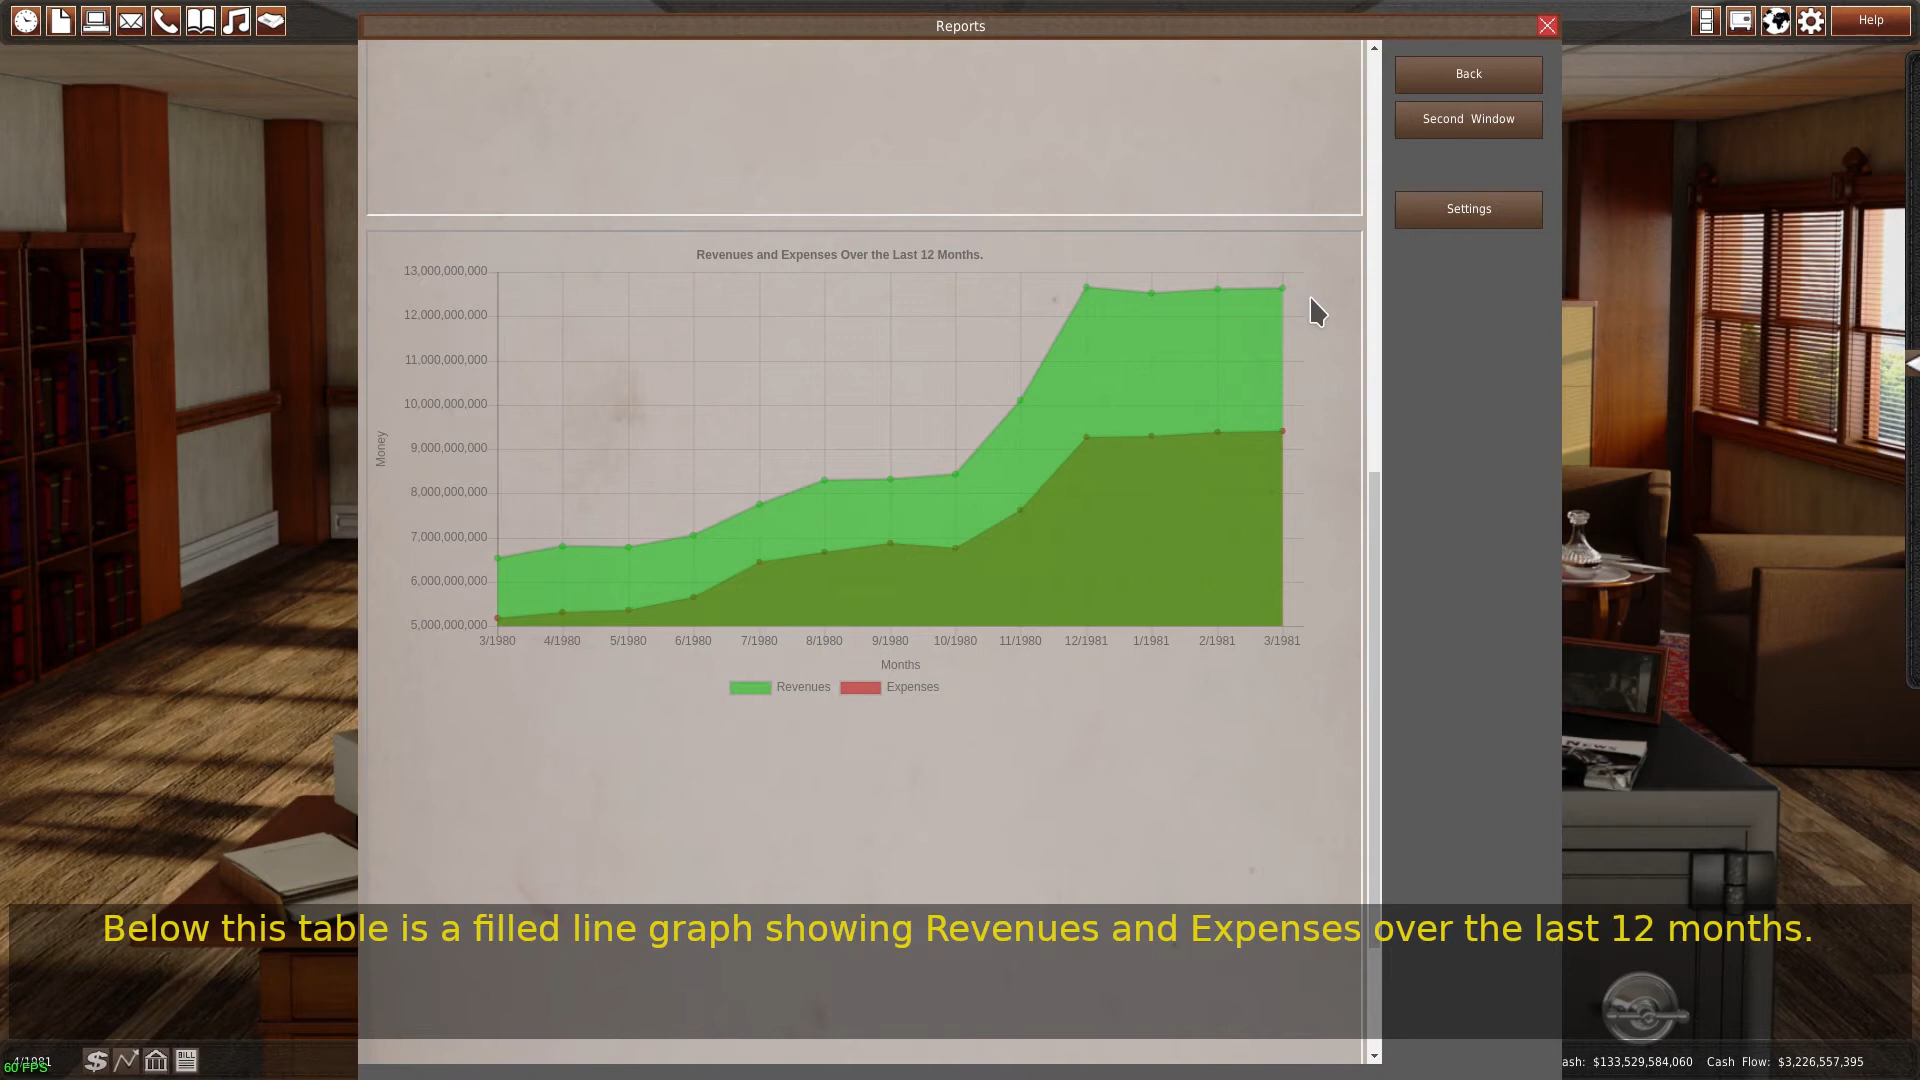 Reports
Help
Back
Second Window
Settings
Revenues and Expenses Over the Last 12 Months.
13,000,000,000
12,000,000,000
11,000,000,000
10,000,000,000
9,000,000,000
8,000,000,000
7,000,000,000
6,000,000,000
5,000,000,000
Money
3/1980 4/1980 5/1980 6/1980 7/1980 8/1980 9/1980 10/1980 11/1980 12/1981 1/1981 2/1981 3/1981
Months
Revenues Expenses
NEWS
Below this table is a filled line graph showing Revenues and Expenses over the last 12 months.
4/1981
60 FPS
BILL
ash: $133,529,584,060 Cash Flow: $3,226,557,395